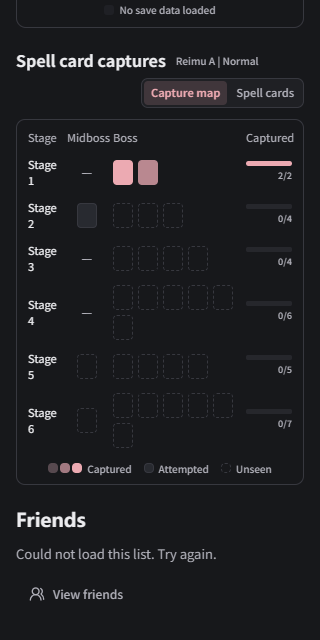 No save data loaded
Spell card captures Reimu A | Normal
Capture map Spell cards
Stage Midboss Boss Captured
Stage
1
—
2/2
Stage
2
0/4
Stage
3
—
0/4
Stage
4
—
0/6
Stage
5
0/5
Stage
6
0/7
Captured Attempted Unseen
Friends
Could not load this list. Try again.
View friends